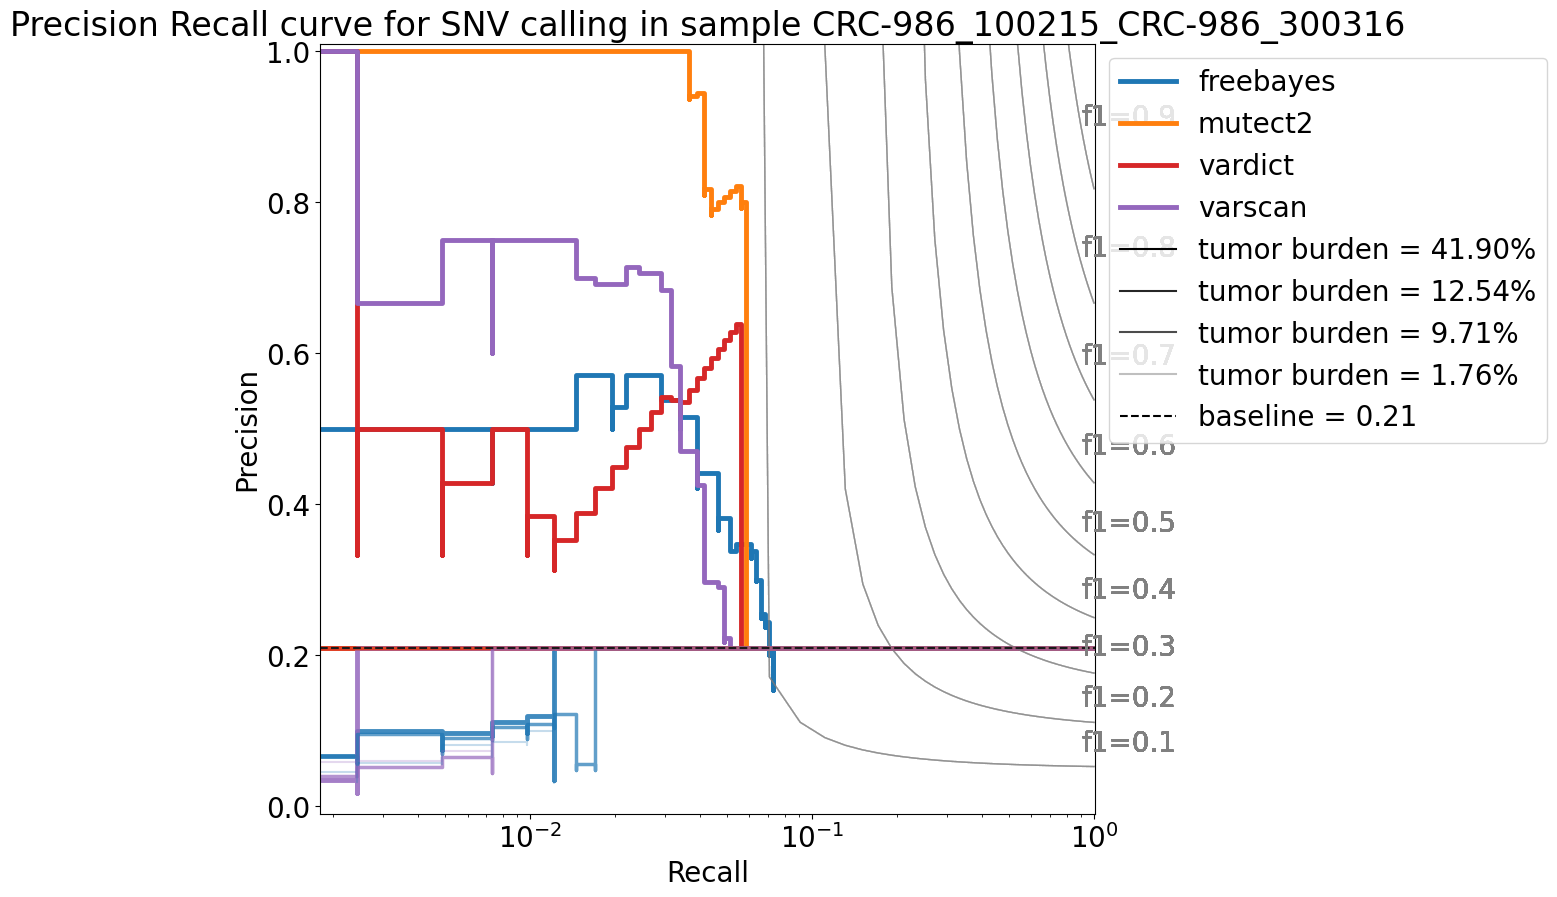 Precision Recall curve for SNV calling in sample CRC-986_100215_CRC-986_300316
Precision
1.0
0.8
0.6
0.4
0.2
0.0
10⁻²
10⁻¹
10⁰
Recall
f1=0.9
f1=0.8
f1=0.7
f1=0.6
f1=0.5
f1=0.4
f1=0.3
f1=0.2
f1=0.1
freebayes
mutect2
vardict
varscan
tumor burden = 41.90%
tumor burden = 12.54%
tumor burden = 9.71%
tumor burden = 1.76%
baseline = 0.21